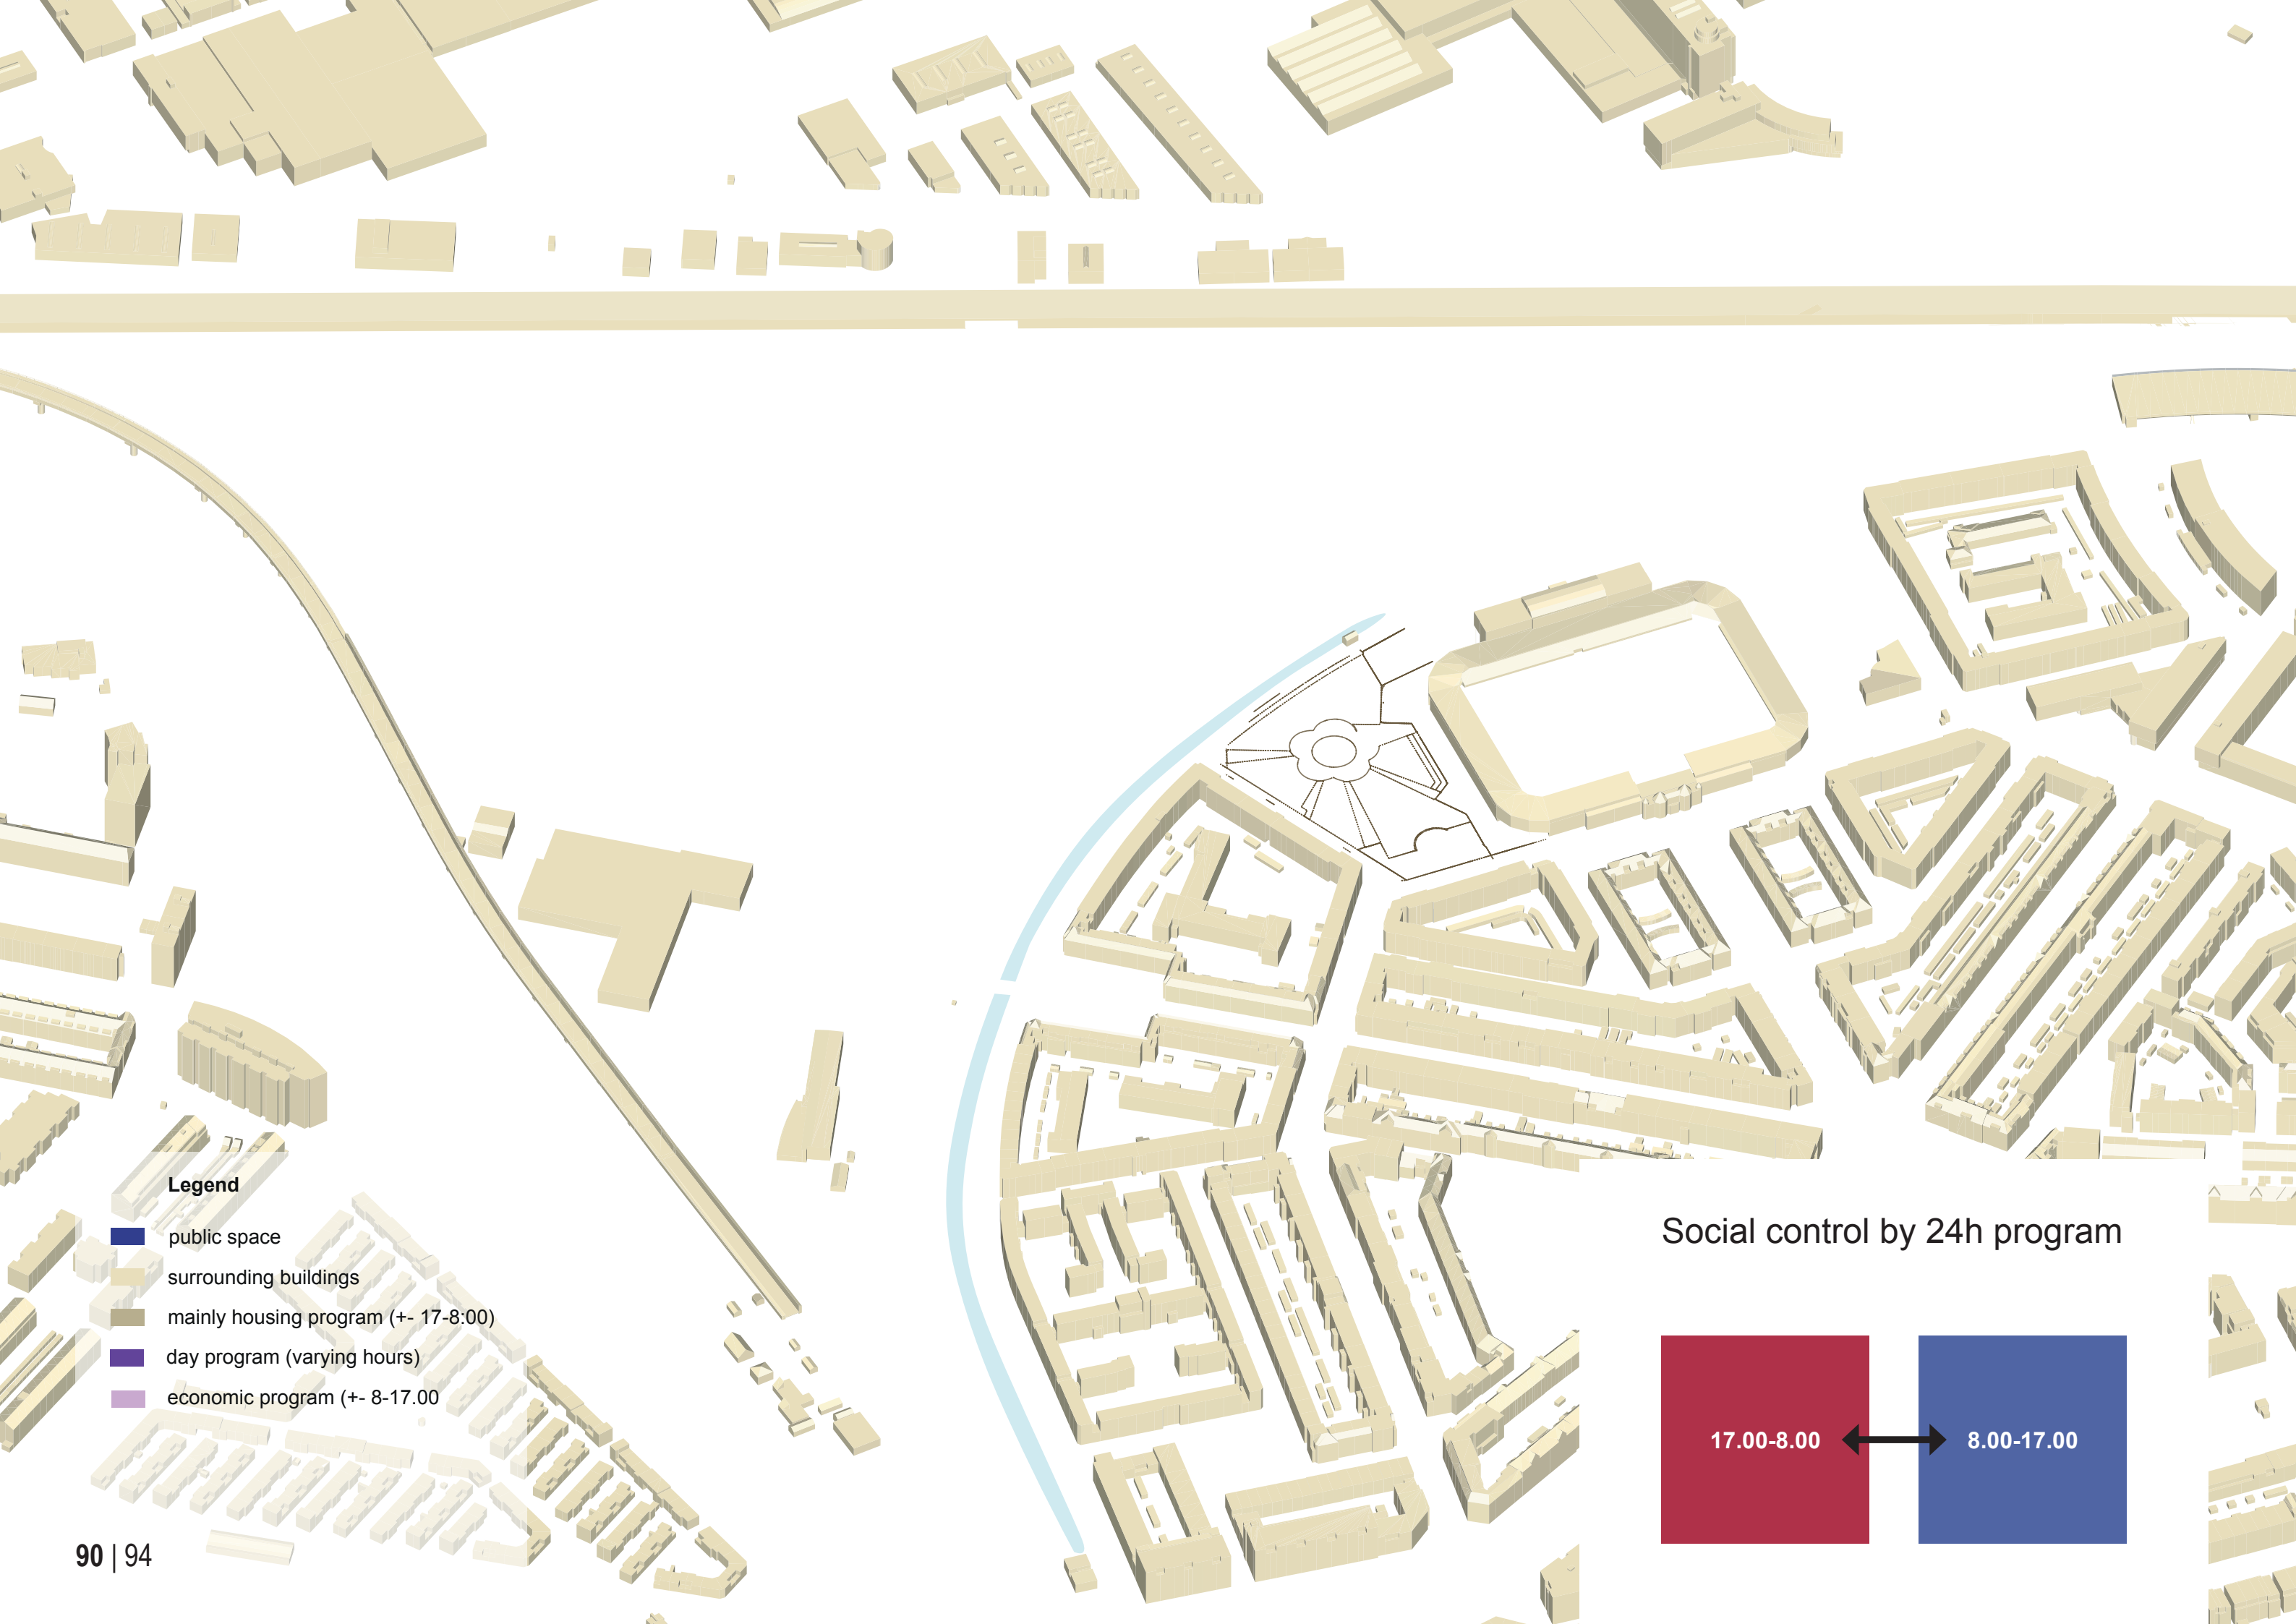 Legend
public space
surrounding buildings
mainly housing program (+- 17-8:00)
day program (varying hours)
economic program (+- 8-17.00
90 | 94
Social control by 24h program
17.00-8.00
8.00-17.00